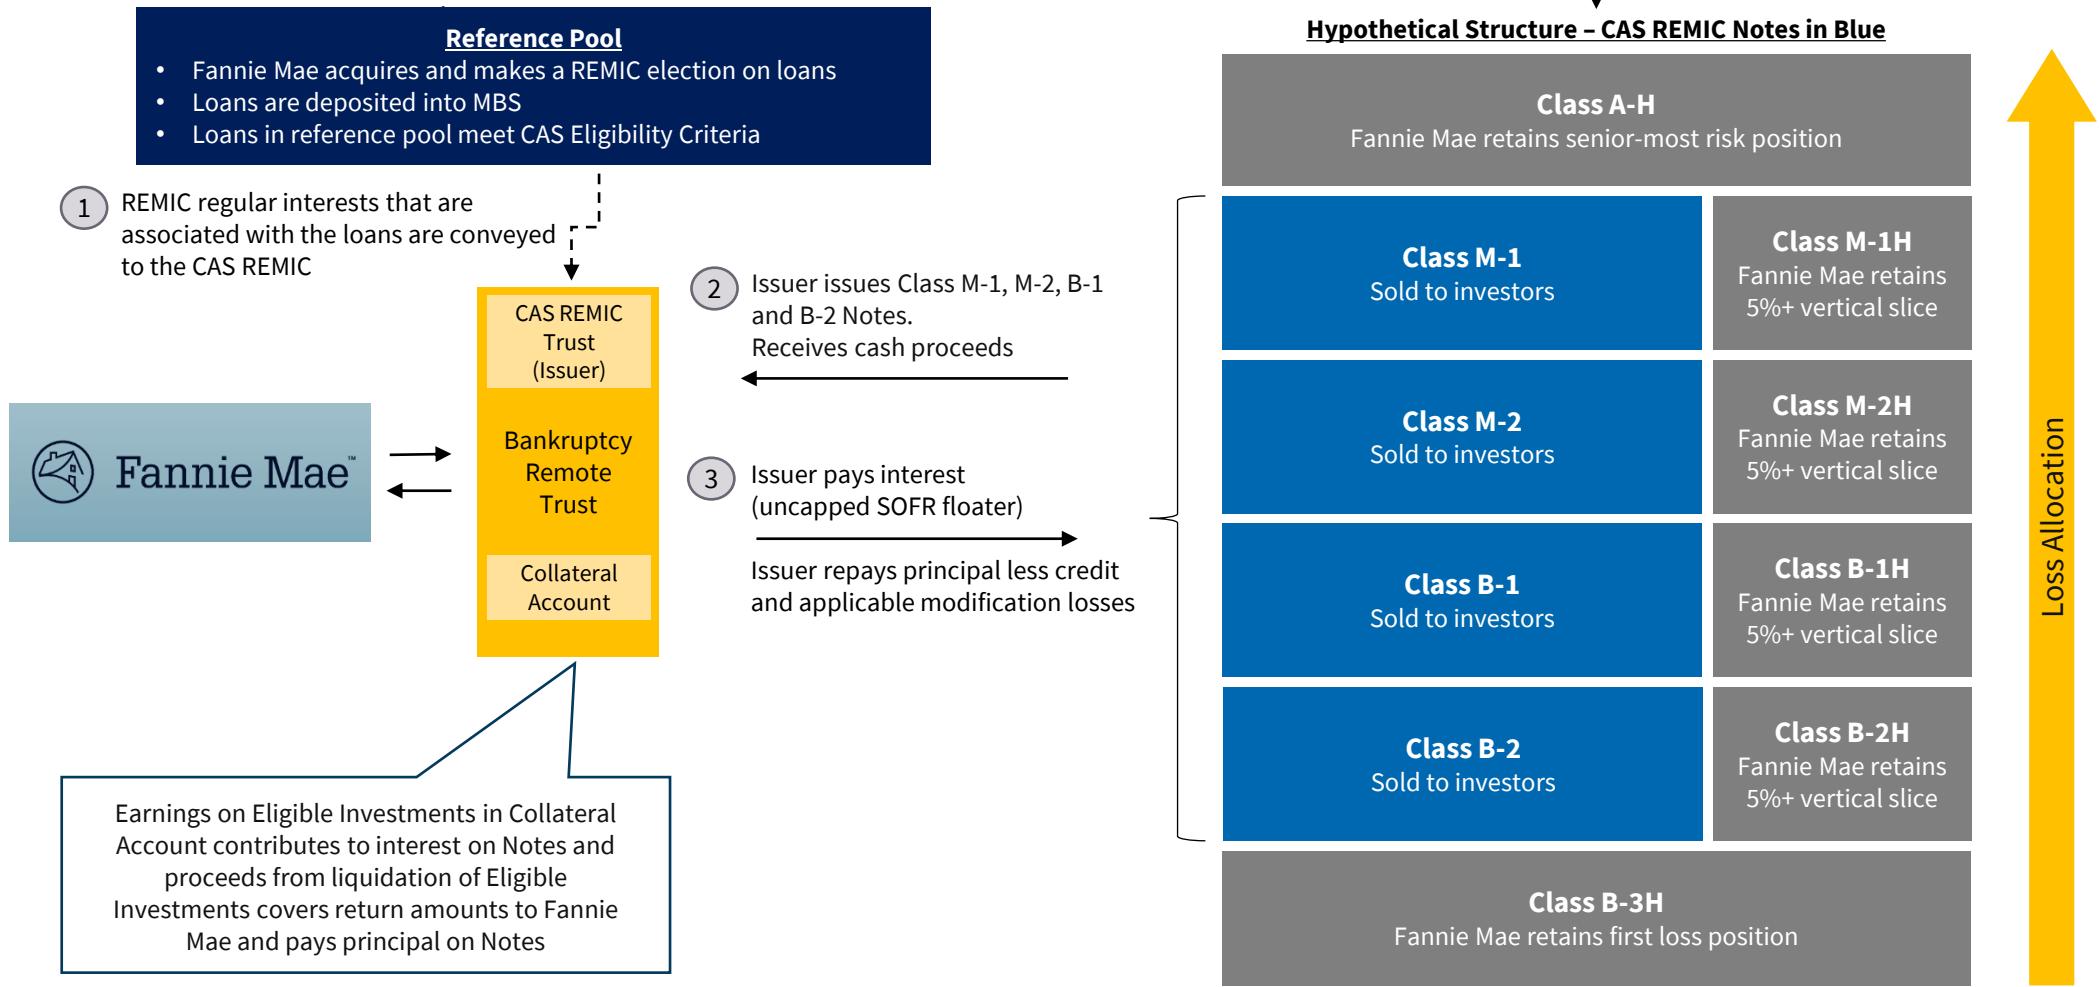 Reference Pool
• Fannie Mae acquires and makes a REMIC election on loans
• Loans are deposited into MBS
• Loans in reference pool meet CAS Eligibility Criteria
1
REMIC regular interests that are
associated with the loans are conveyed
to the CAS REMIC
CAS REMIC
Trust
(Issuer)
Bankruptcy
Remote
Trust
Collateral
Account
Fannie Mae™
2
Issuer issues Class M-1, M-2, B-1
and B-2 Notes.
Receives cash proceeds
3
Issuer pays interest
(uncapped SOFR floater)
Issuer repays principal less credit
and applicable modification losses
Earnings on Eligible Investments in Collateral
Account contributes to interest on Notes and
proceeds from liquidation of Eligible
Investments covers return amounts to Fannie
Mae and pays principal on Notes
Hypothetical Structure – CAS REMIC Notes in Blue
Class A-H
Fannie Mae retains senior-most risk position
Class M-1
Sold to investors
Class M-1H
Fannie Mae retains
5%+ vertical slice
Class M-2
Sold to investors
Class M-2H
Fannie Mae retains
5%+ vertical slice
Class B-1
Sold to investors
Class B-1H
Fannie Mae retains
5%+ vertical slice
Class B-2
Sold to investors
Class B-2H
Fannie Mae retains
5%+ vertical slice
Class B-3H
Fannie Mae retains first loss position
Loss Allocation